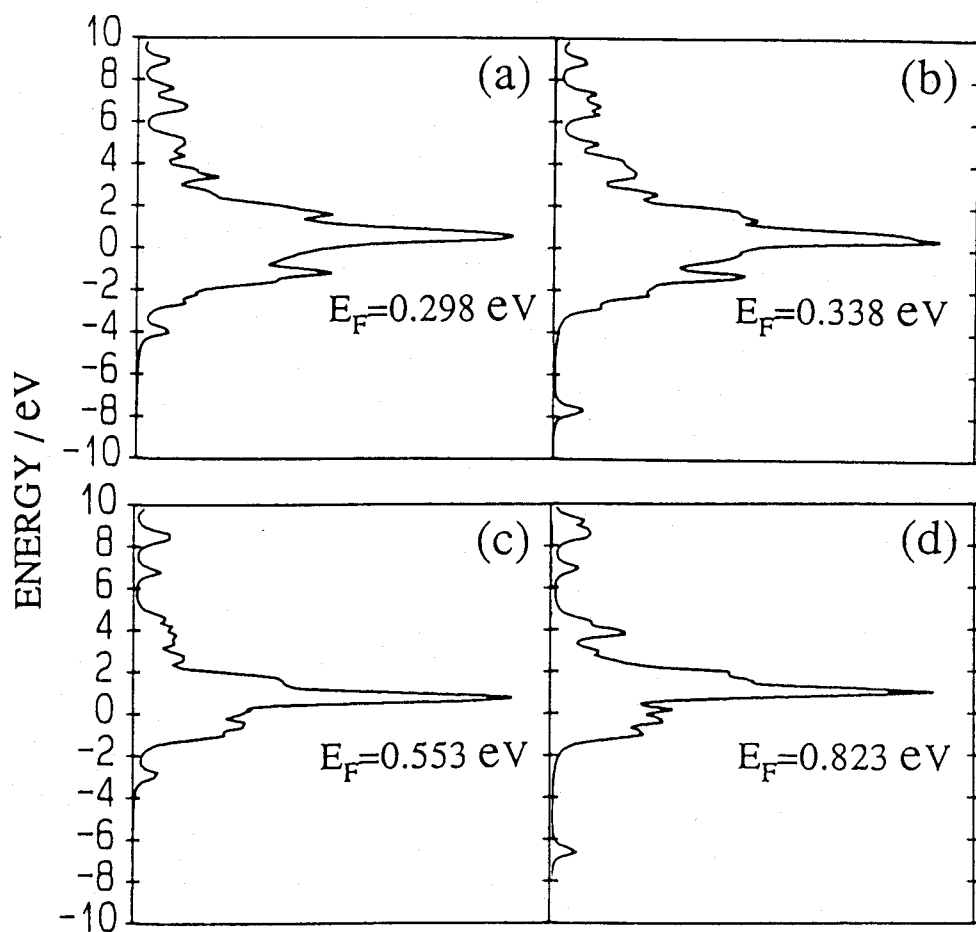 10
(a)
(b)
8
6
4
2
0
-2
E_F=0.298 eV
E_F=0.338 eV
-4
-6
-8
-10
ENERGY / eV
10
(c)
(d)
8
6
4
2
0
-2
E_F=0.553 eV
E_F=0.823 eV
-4
-6
-8
-10